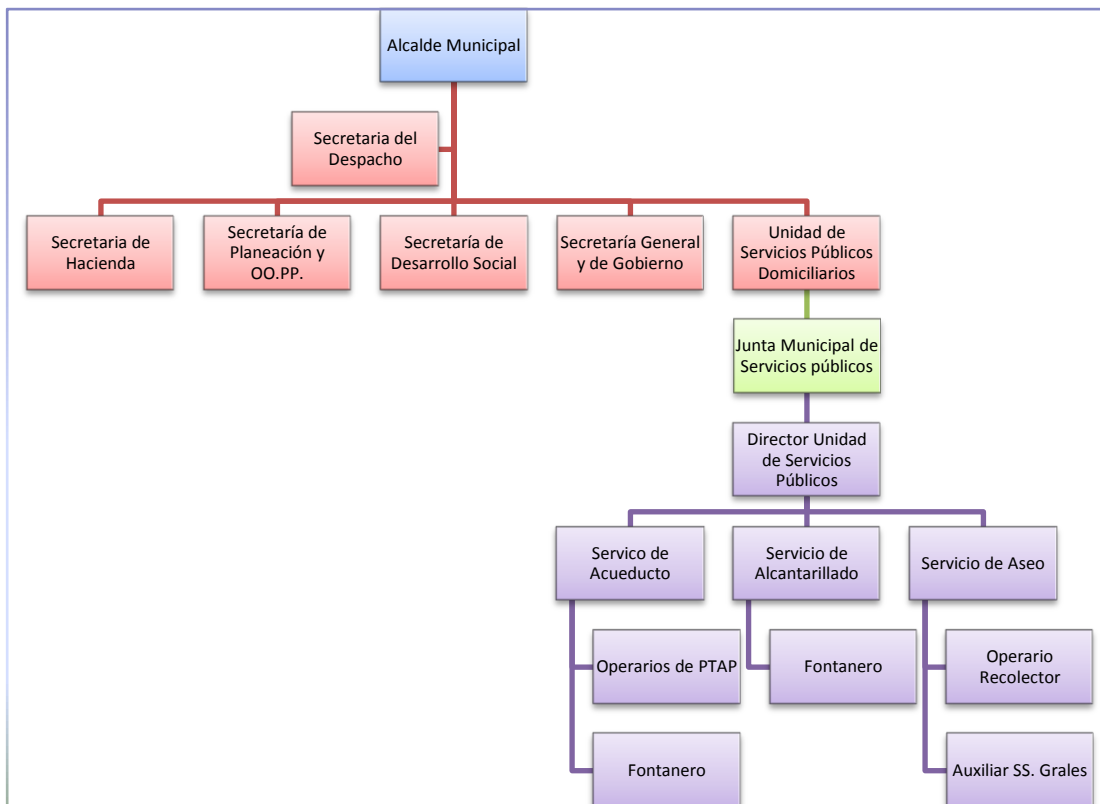 Alcalde Municipal
Secretaria del
Despacho
Secretaria de
Hacienda
Secretaría de
Planeación y
OO.PP.
Secretaría de
Desarrollo Social
Secretaría General
y de Gobierno
Unidad de
Servicios Públicos
Domiciliarios
Junta Municipal de
Servicios públicos
Director Unidad
de Servicios
Públicos
Servico de
Acueducto
Servicio de
Alcantarillado
Servicio de Aseo
Operarios de PTAP
Fontanero
Operario
Recolector
Fontanero
Auxiliar SS. Grales